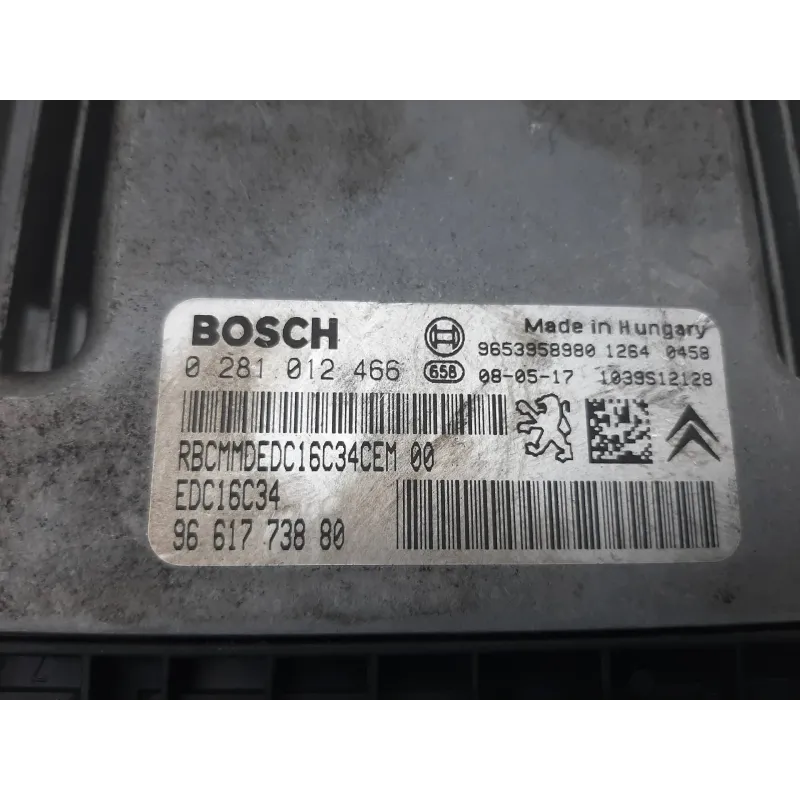 BOSCH
Made in Hungary
9653958980 1264 0458
0 281 012 466 658 08-05-17 1039S12128
RBCMMDEDC16C34CEM 00
EDC16C34
96 617 738 80